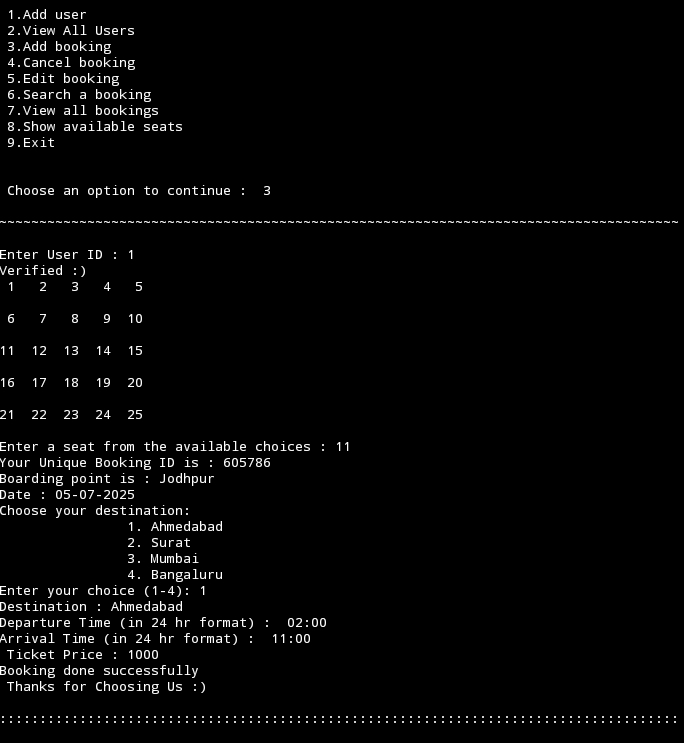 1.Add user
2.View All Users
3.Add booking
4.Cancel booking
5.Edit booking
6.Search a booking
7.View all bookings
8.Show available seats
9.Exit
Choose an option to continue :  3
~~~~~~~~~~~~~~~~~~~~~~~~~~~~~~~~~~~~~~~~~~~~~~~~~~~~~~~~~~~~~~~~~~~~~~~~~~~~~~~~~~~~~
Enter User ID : 1
Verified :)
1   2   3   4   5
6   7   8   9  10
11  12  13  14  15
16  17  18  19  20
21  22  23  24  25
Enter a seat from the available choices : 11
Your Unique Booking ID is : 605786
Boarding point is : Jodhpur
Date : 05-07-2025
Choose your destination:
1. Ahmedabad
2. Surat
3. Mumbai
4. Bangaluru
Enter your choice (1-4): 1
Destination : Ahmedabad
Departure Time (in 24 hr format) :  02:00
Arrival Time (in 24 hr format) :  11:00
Ticket Price : 1000
Booking done successfully
Thanks for Choosing Us :)
:::::::::::::::::::::::::::::::::::::::::::::::::::::::::::::::::::::::::::::::::::::